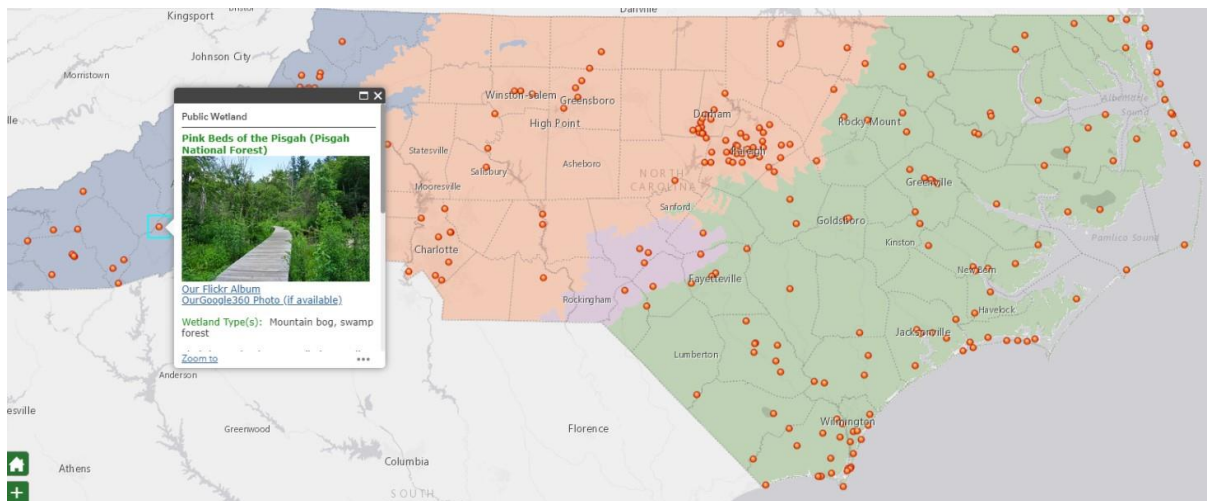 Kingsport
Danville
Johnson City
Morristown
Public Wetland
Pink Beds of the Pisgah (Pisgah
National Forest)
Our Flickr Album
OurGoogle360 Photo (if available)
Wetland Type(s): Mountain bog, swamp
forest
Zoom to
Winston-Salem
Greensboro
High Point
Durham
Raleigh
Rocky Mount
Albemarle
Sound
Statesville
Salisbury
Asheboro
Mooresville
NORTH
CAROLINA
Sanford
Greenville
Goldsboro
Kinston
Pamlico Sound
Charlotte
Fayetteville
New Bern
Rockingham
Havelock
Jacksonville
Lumberton
Anderson
Greenwood
Florence
Wilmington
Athens
Columbia
SOUTH